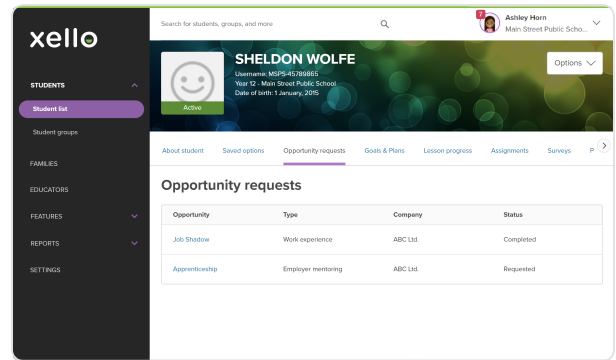 xello
Search for students, groups, and more
7
Ashley Horn
Main Street Public Scho...
STUDENTS
Student list
Student groups
FAMILIES
EDUCATORS
FEATURES
REPORTS
SETTINGS
SHELDON WOLFE
Username: MSPS-45789865
Year 12 - Main Street Public School
Date of birth: 1 January, 2015
Active
Options
About student Saved options Opportunity requests Goals & Plans Lesson progress Assignments Surveys P
Opportunity requests
Opportunity Type Company Status
Job Shadow Work experience ABC Ltd. Completed
Apprenticeship Employer mentoring ABC Ltd. Requested